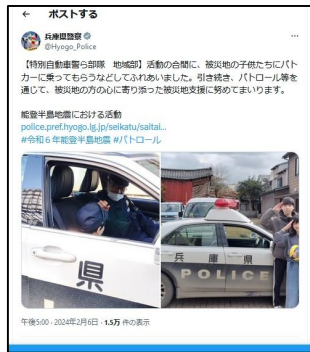 ← ポストする
兵庫県警察
@Hyogo_Police
【特別自動車警ら部隊 地域部】活動の合間に、被災地の子供たちにパト
カーに乗ってもらうなどしてふれあいました。引き続き、パトロール等を
通じて、被災地の方の心に寄り添った被災地支援に努めてまいります。
能登半島地震における活動
police.pref.hyogo.lg.jp/seikatu/saitai...
#令和6年能登半島地震 #パトロール
県
兵庫県
POLICE
午後5:00 · 2024年2月6日 · 1.5万 件の表示